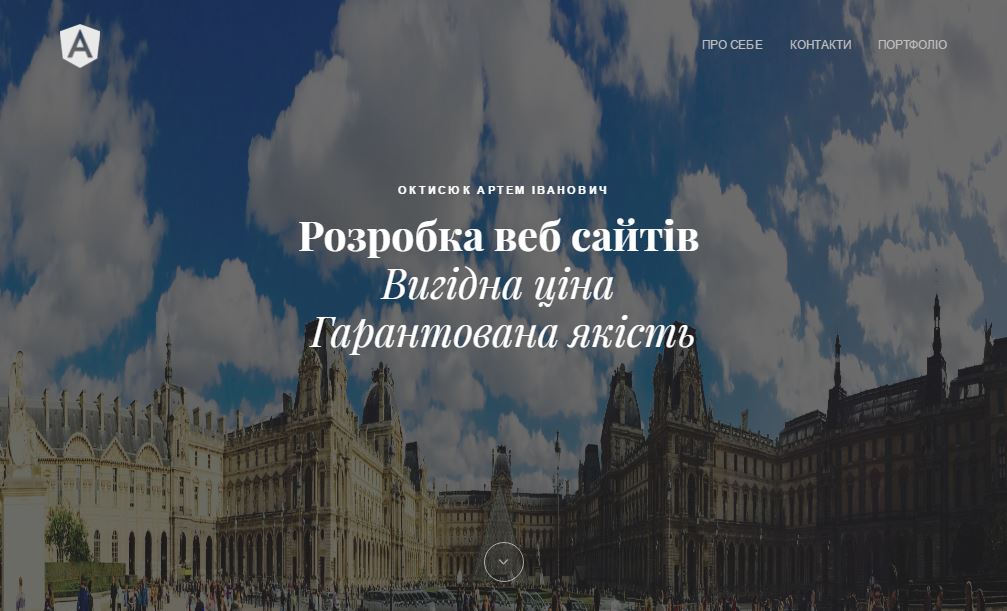 A
ПРО СЕБЕ КОНТАКТИ ПОРТФОЛІО
ОКТИСЮК АРТЕМ ІВАНОВИЧ
Розробка веб сайтів
Вигідна ціна
Гарантована якість